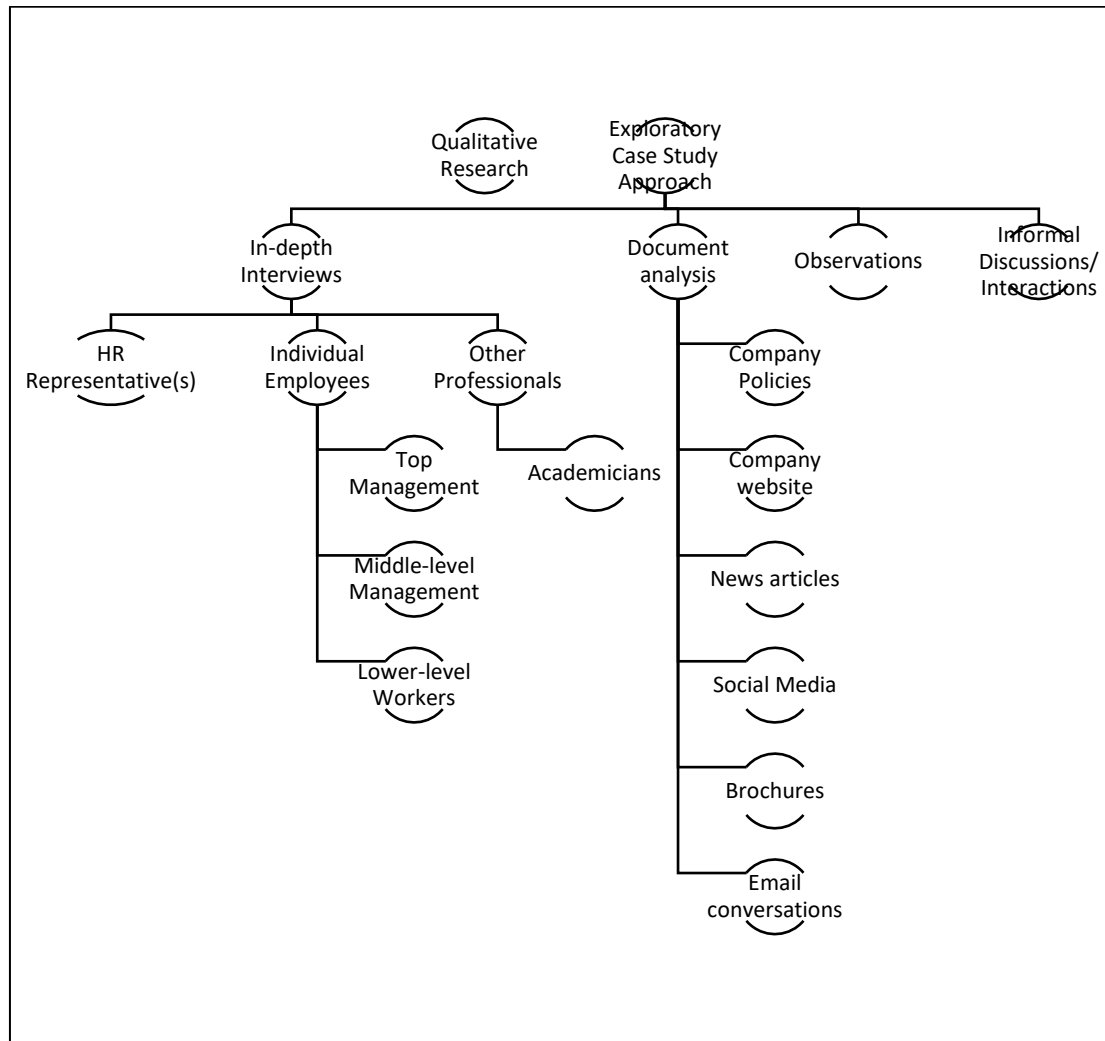 Qualitative
Research
Exploratory
Case Study
Approach
In-depth
Interviews
Document
analysis
Observations
Informal
Discussions/
Interactions
HR
Representative(s)
Individual
Employees
Other
Professionals
Company
Policies
Top
Management
Academicians
Company
website
Middle-level
Management
News articles
Lower-level
Workers
Social Media
Brochures
Email
conversations